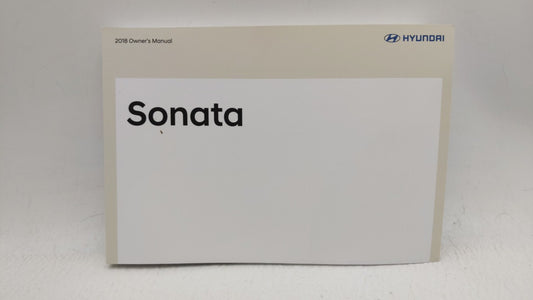 2018 Owner's Manual HYUNDAI
Sonata